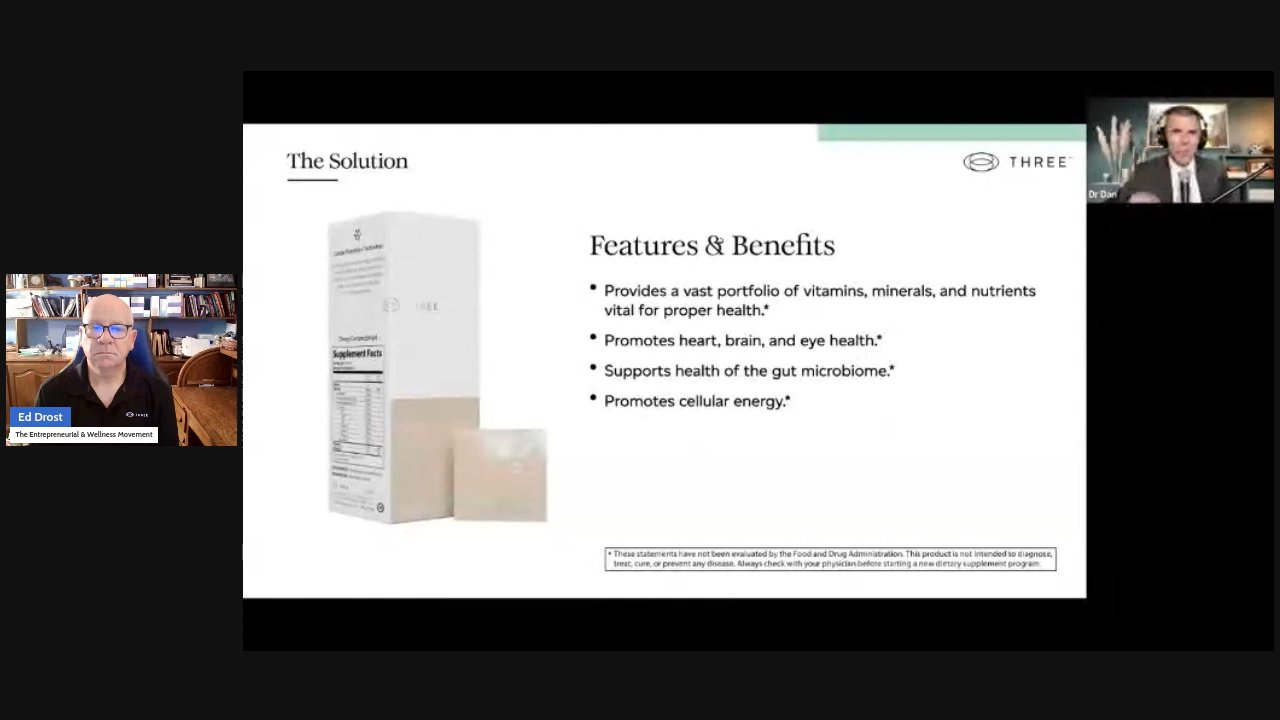 The Solution
THREE
Dr Dan
Features & Benefits
• Provides a vast portfolio of vitamins, minerals, and nutrients
vital for proper health.*
• Promotes heart, brain, and eye health.*
• Supports health of the gut microbiome.*
• Promotes cellular energy.*
Supplement Facts
Ed Drost
The Entrepreneurial & Wellness Movement
THREE
* These statements have not been evaluated by the Food and Drug Administration. This product is not intended to diagnose,
treat, cure, or prevent any disease. Always check with your physician before starting a new dietary supplement program.